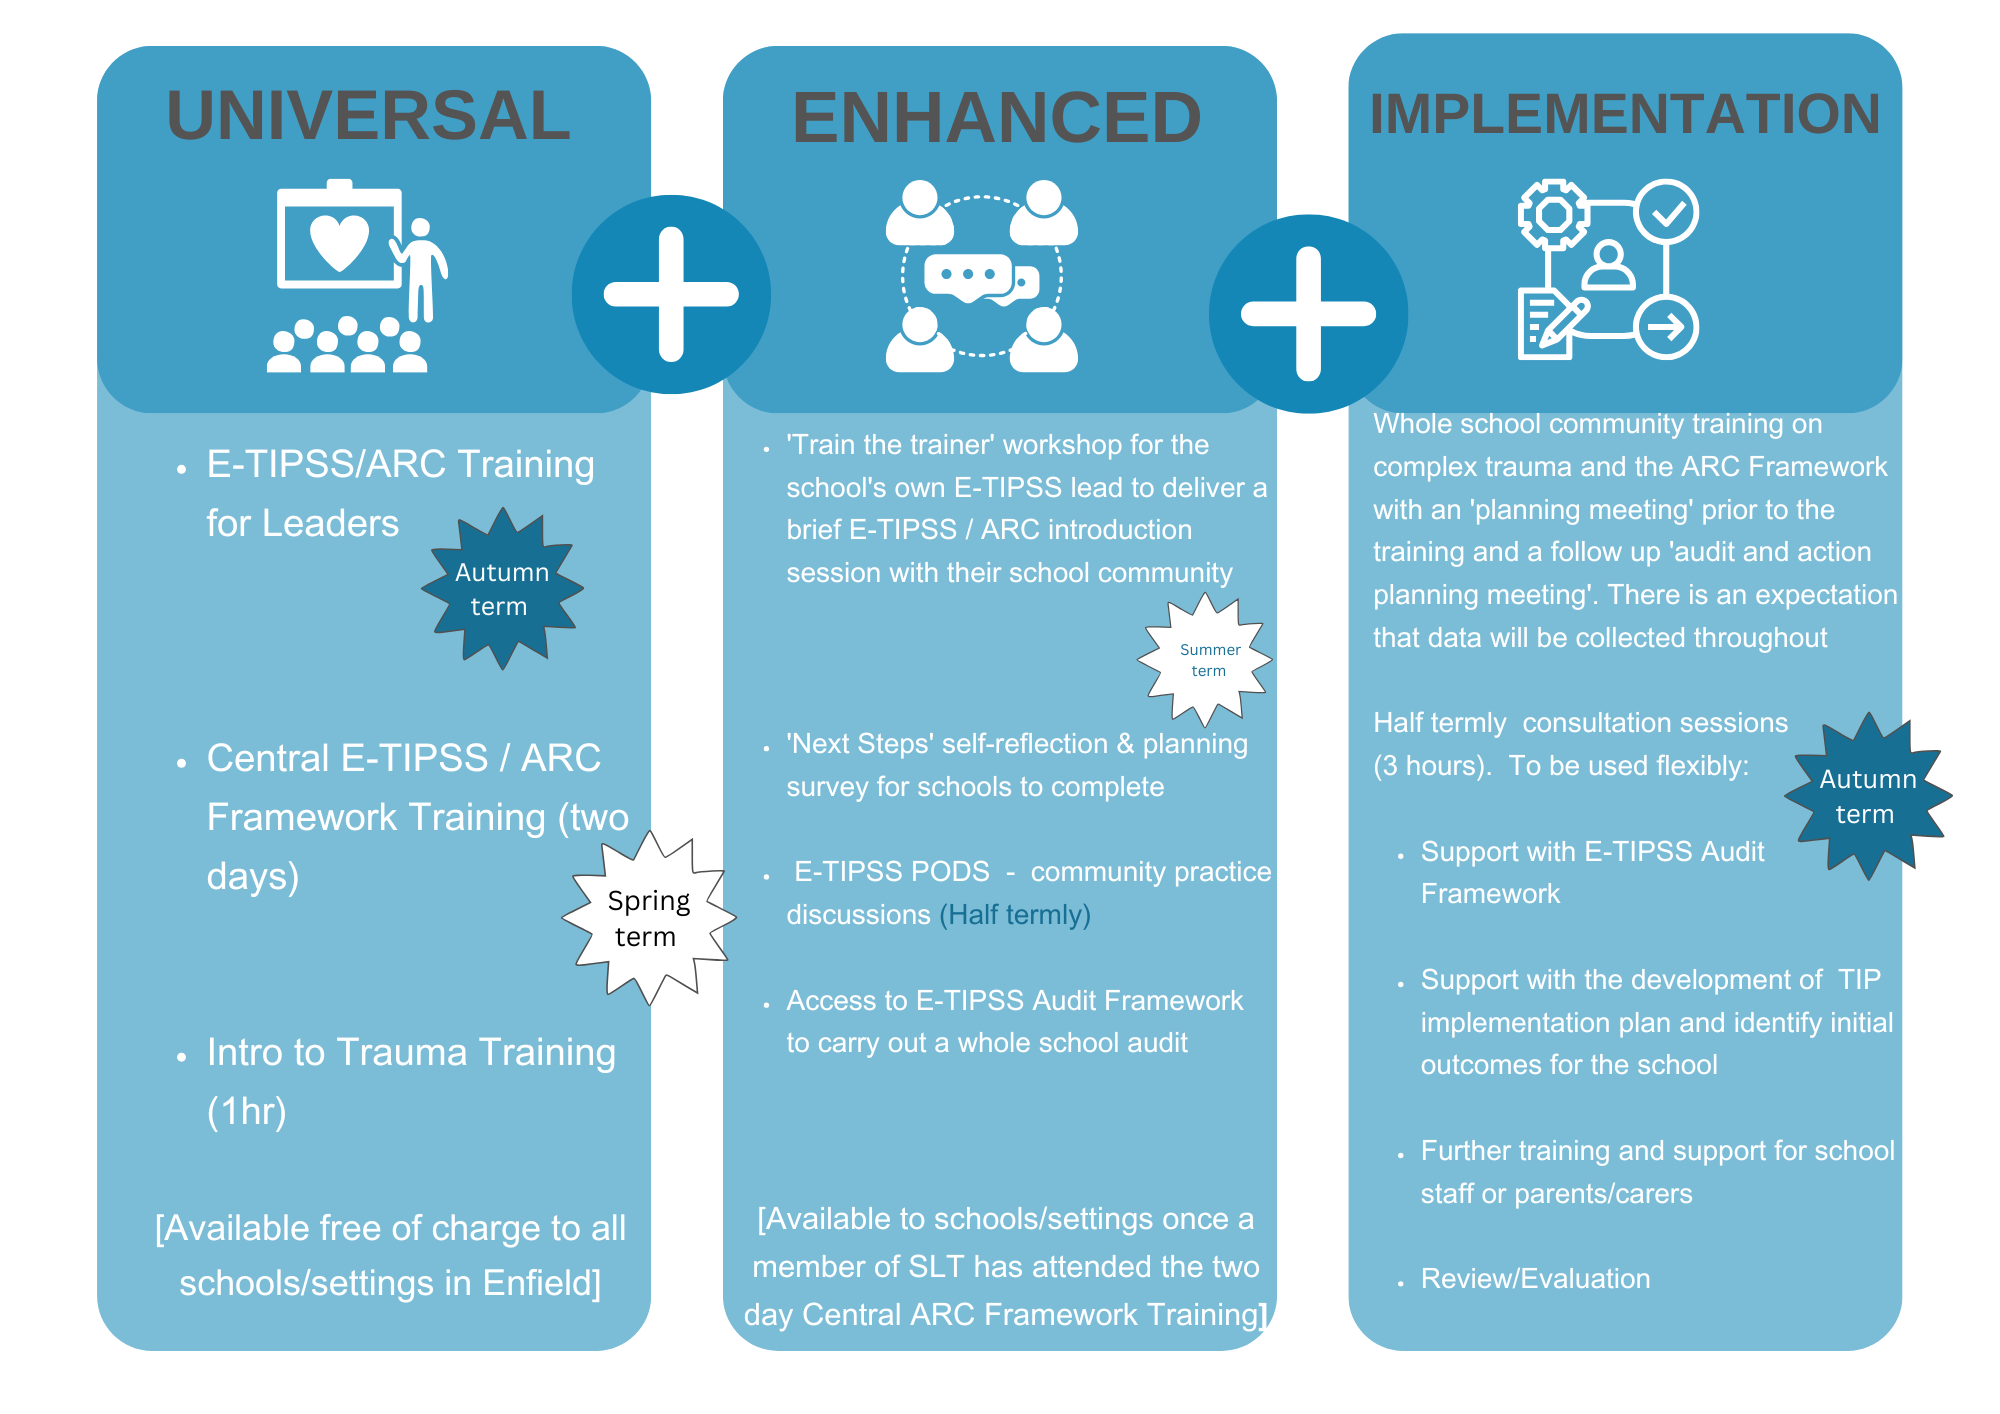 UNIVERSAL
• E-TIPSS/ARC Training
for Leaders
Autumn
term
• Central E-TIPSS / ARC
Framework Training (two
days)
Spring
term
• Intro to Trauma Training
(1hr)
[Available free of charge to all
schools/settings in Enfield]
ENHANCED
• 'Train the trainer' workshop for the
school's own E-TIPSS lead to deliver a
brief E-TIPSS / ARC introduction
session with their school community
Summer
term
• 'Next Steps' self-reflection & planning
survey for schools to complete
• E-TIPSS PODS - community practice
discussions (Half termly)
• Access to E-TIPSS Audit Framework
to carry out a whole school audit
[Available to schools/settings once a
member of SLT has attended the two
day Central ARC Framework Training]
IMPLEMENTATION
Whole school community training on
complex trauma and the ARC Framework
with an 'planning meeting' prior to the
training and a follow up 'audit and action
planning meeting'. There is an expectation
that data will be collected throughout
Half termly consultation sessions
(3 hours). To be used flexibly:
Autumn
term
• Support with E-TIPSS Audit
Framework
• Support with the development of TIP
implementation plan and identify initial
outcomes for the school
• Further training and support for school
staff or parents/carers
• Review/Evaluation